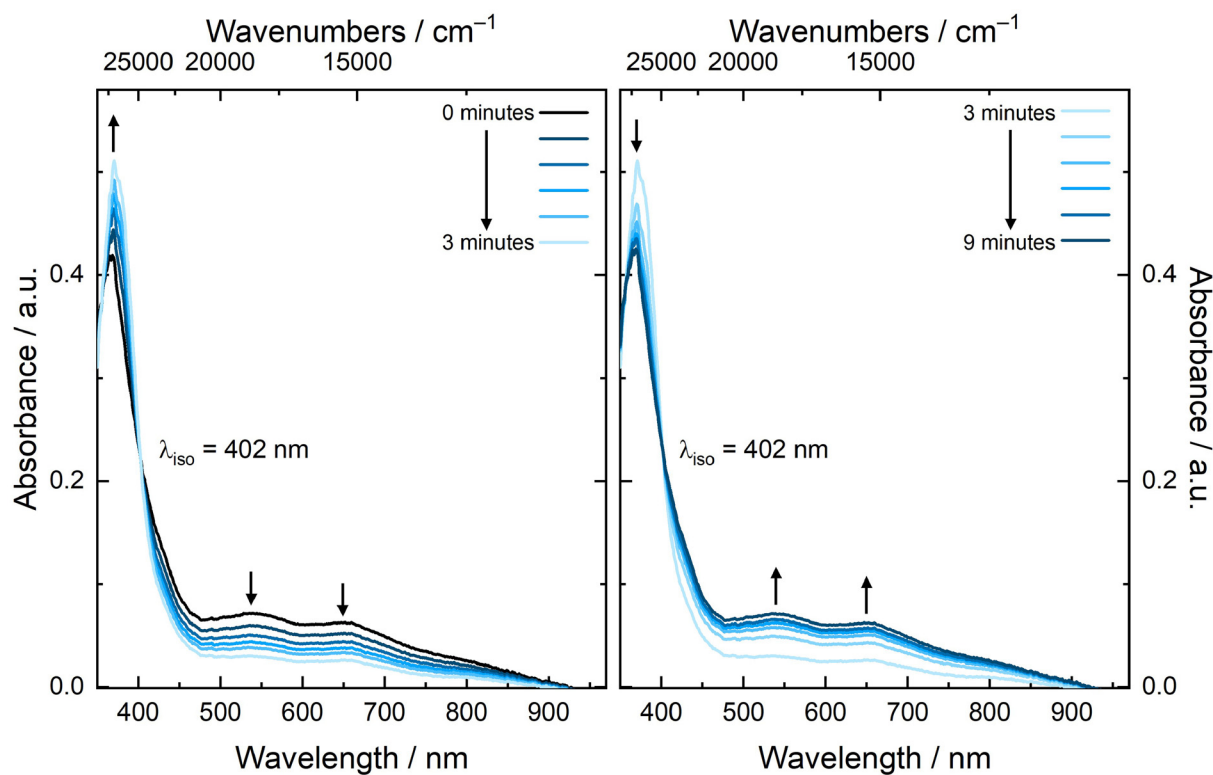 Wavenumbers / cm⁻¹
25000 20000 15000
0 minutes
3 minutes
λiso = 402 nm
0.4
0.2
0.0
Absorbance / a.u.
400 500 600 700 800 900
Wavelength / nm
Wavenumbers / cm⁻¹
25000 20000 15000
3 minutes
9 minutes
λiso = 402 nm
0.4
0.2
0.0
Absorbance / a.u.
400 500 600 700 800 900
Wavelength / nm